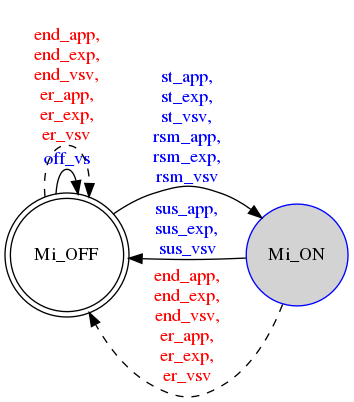 end_app,
end_exp,
end_vsv,
er_app,
er_exp,
er_vsv
off_vs
st_app,
st_exp,
st_vsv,
rsm_app,
rsm_exp,
rsm_vsv
sus_app,
sus_exp,
sus_vsv
Mi_OFF
Mi_ON
end_app,
end_exp,
end_vsv,
er_app,
er_exp,
er_vsv